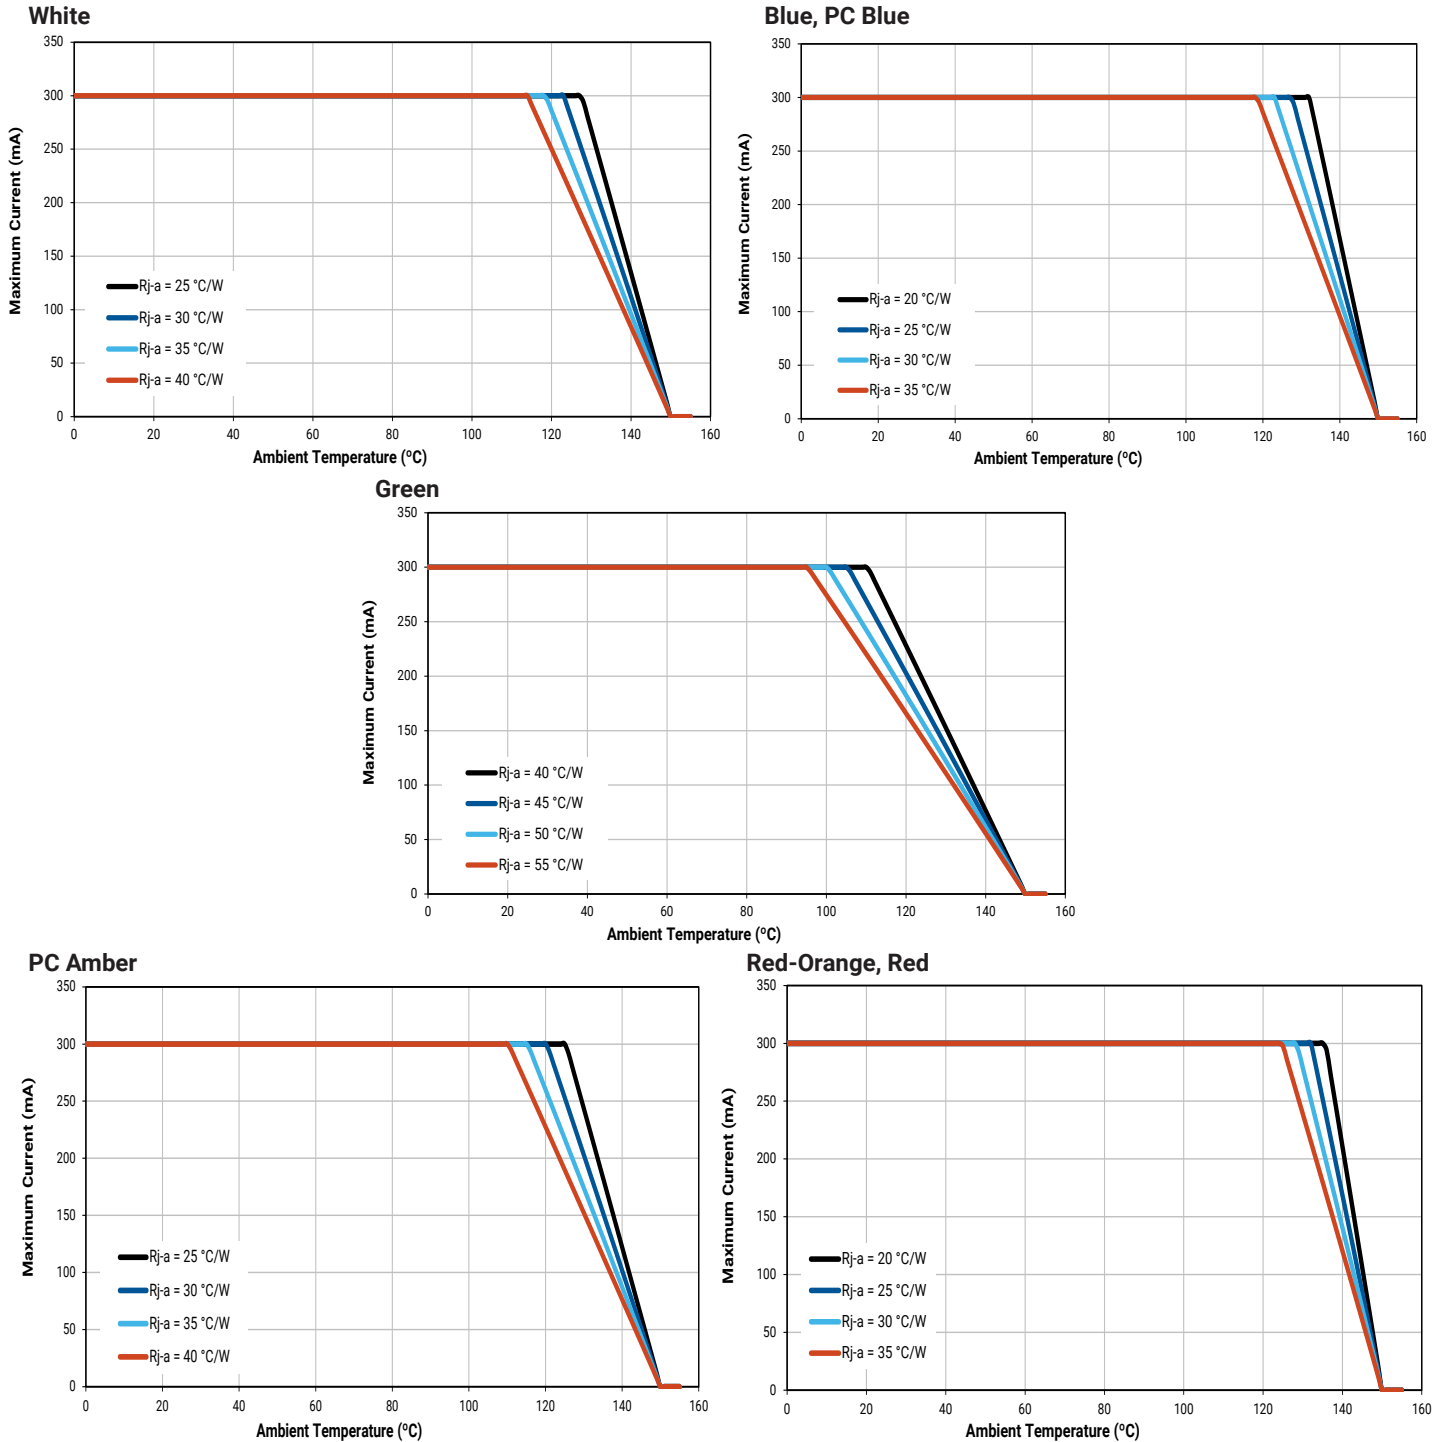 White
350
300
250
200
150
100
50
0
Maximum Current (mA)
Rj-a = 25 °C/W
Rj-a = 30 °C/W
Rj-a = 35 °C/W
Rj-a = 40 °C/W
0 20 40 60 80 100 120 140 160
Ambient Temperature (ºC)
Blue, PC Blue
350
300
250
200
150
100
50
0
Maximum Current (mA)
Rj-a = 20 °C/W
Rj-a = 25 °C/W
Rj-a = 30 °C/W
Rj-a = 35 °C/W
0 20 40 60 80 100 120 140 160
Ambient Temperature (ºC)
Green
350
300
250
200
150
100
50
0
Maximum Current (mA)
Rj-a = 40 °C/W
Rj-a = 45 °C/W
Rj-a = 50 °C/W
Rj-a = 55 °C/W
0 20 40 60 80 100 120 140 160
Ambient Temperature (ºC)
PC Amber
350
300
250
200
150
100
50
0
Maximum Current (mA)
Rj-a = 25 °C/W
Rj-a = 30 °C/W
Rj-a = 35 °C/W
Rj-a = 40 °C/W
0 20 40 60 80 100 120 140 160
Ambient Temperature (ºC)
Red-Orange, Red
350
300
250
200
150
100
50
0
Maximum Current (mA)
Rj-a = 20 °C/W
Rj-a = 25 °C/W
Rj-a = 30 °C/W
Rj-a = 35 °C/W
0 20 40 60 80 100 120 140 160
Ambient Temperature (ºC)